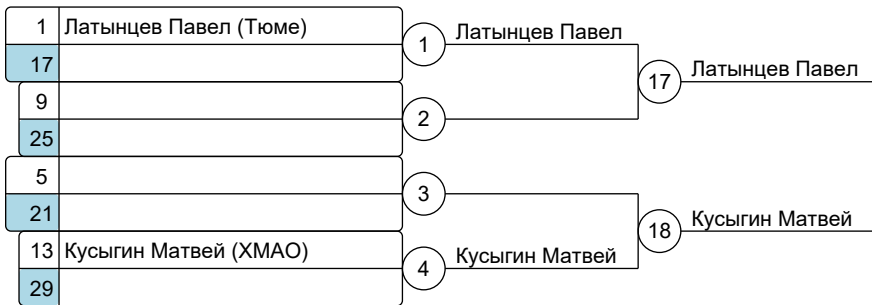 1 Латынцев Павел (Тюме)
17
1 Латынцев Павел
9
25
2
17 Латынцев Павел
5
21
3
13 Кусыгин Матвей (ХМАО)
29
4 Кусыгин Матвей
18 Кусыгин Матвей